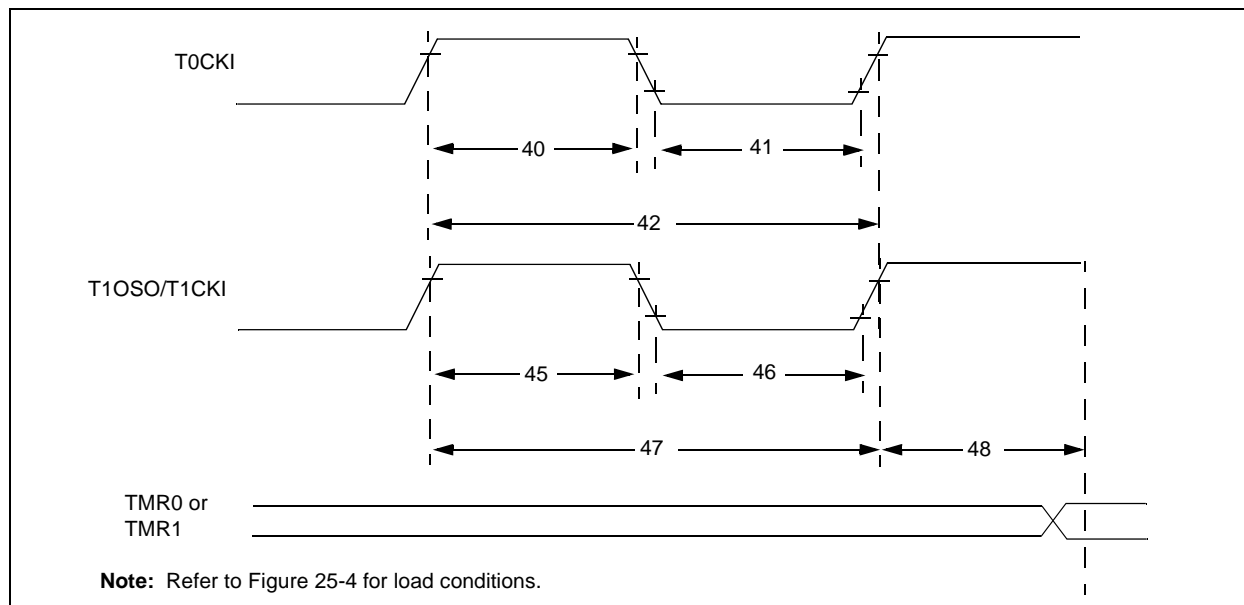 T0CKI
40
41
42
T1OSO/T1CKI
45
46
47
48
TMR0 or
TMR1
Note: Refer to Figure 25-4 for load conditions.